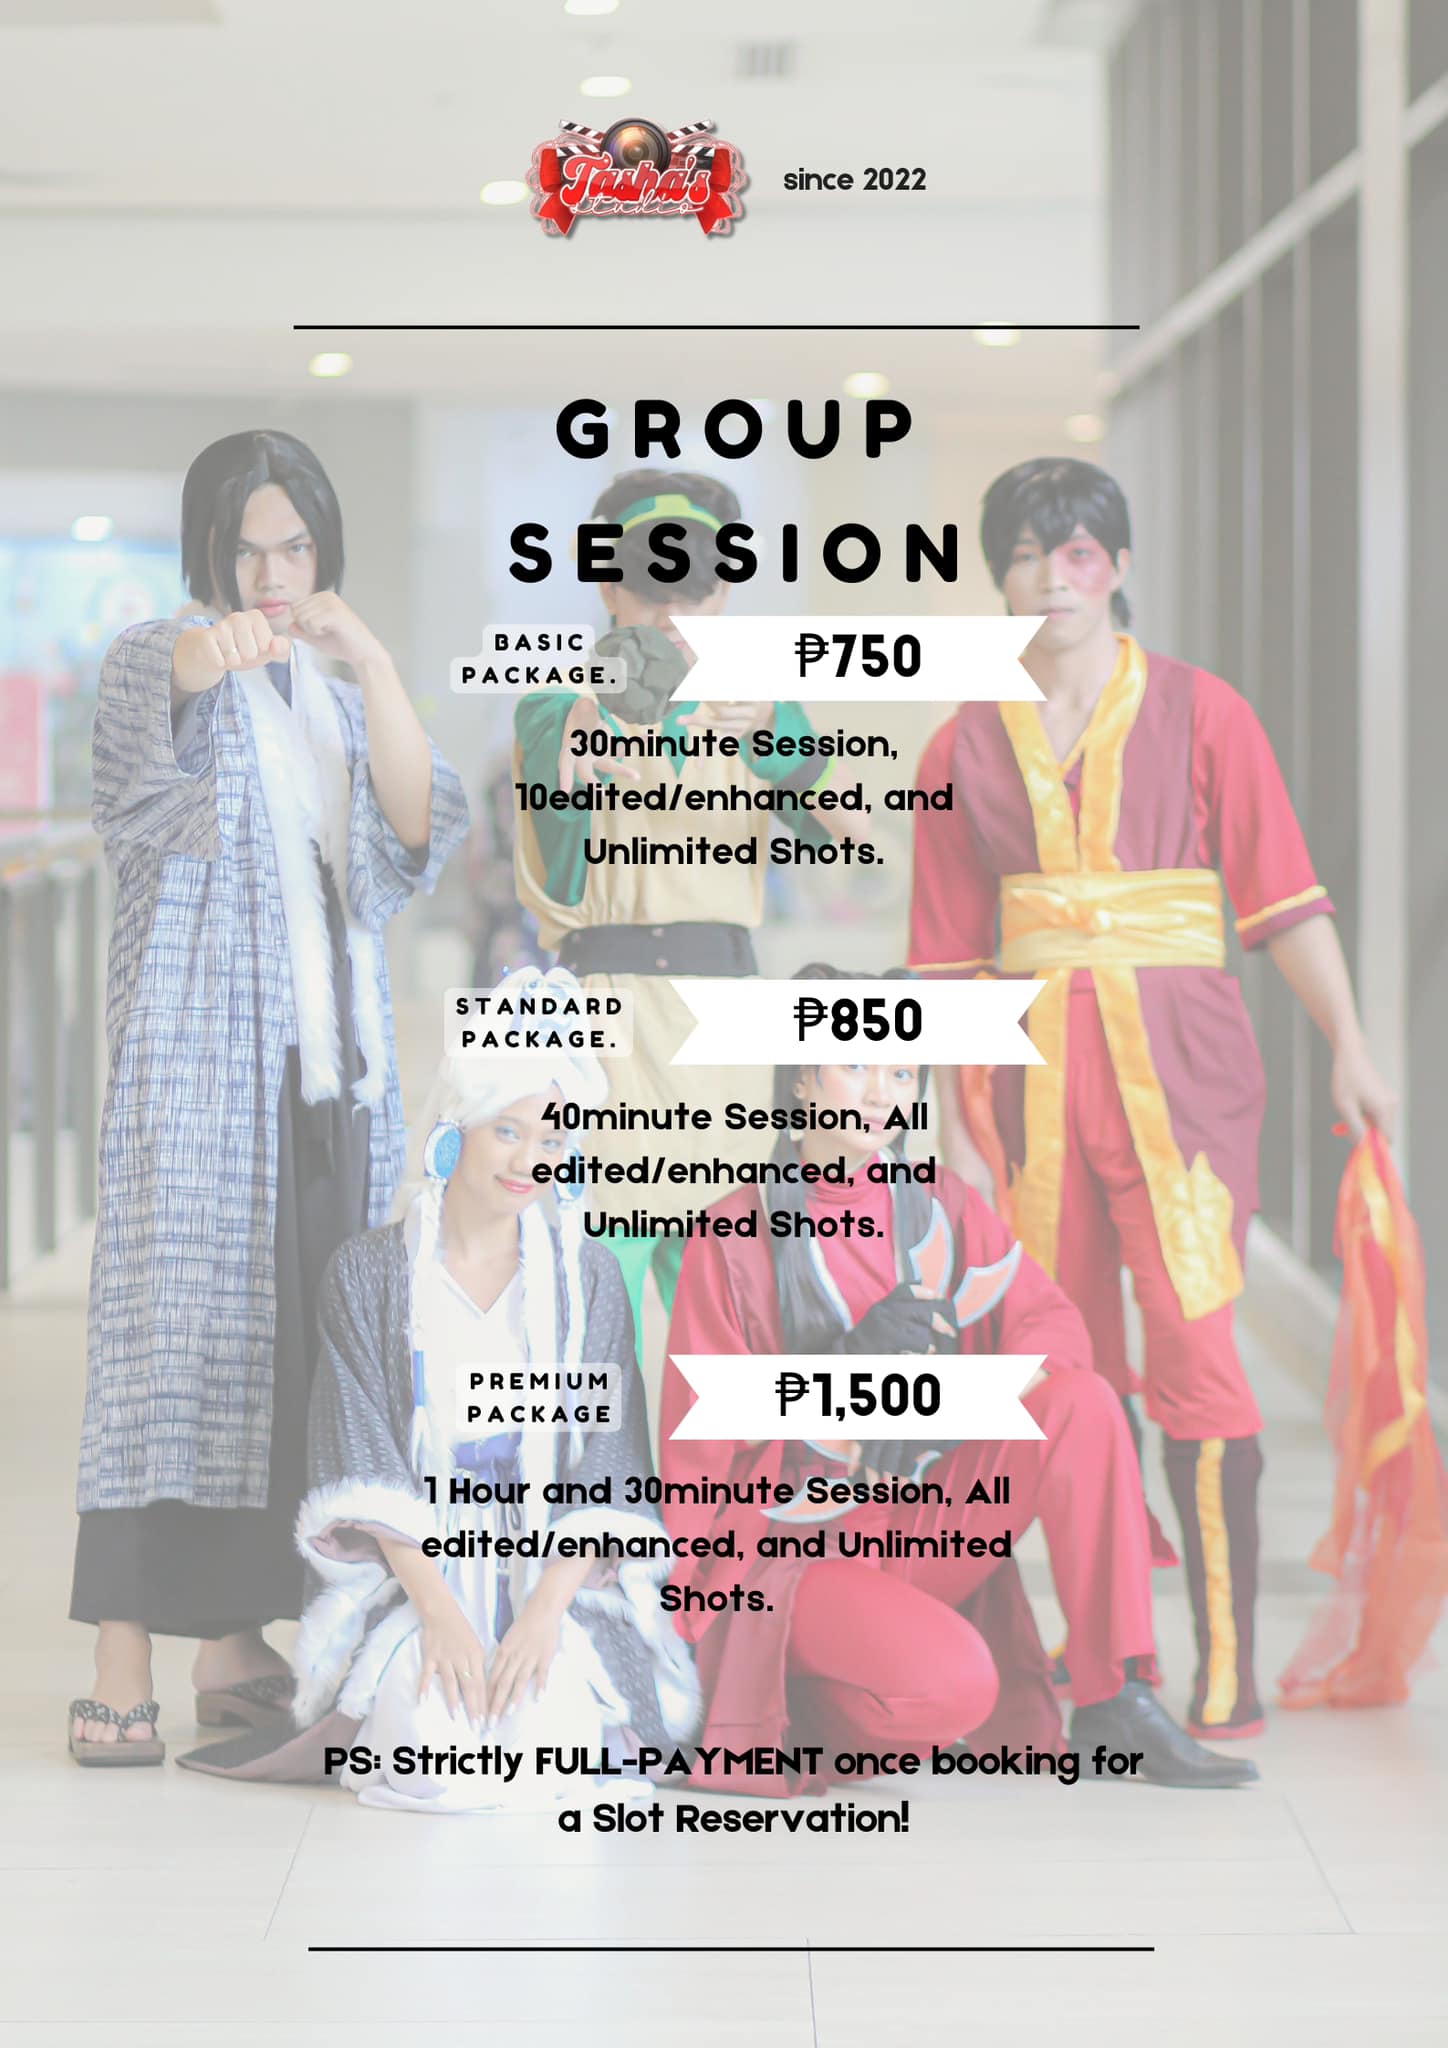 Tasha's
studio
since 2022
GROUP
SESSION
BASIC
PACKAGE.
₱750
30minute Session,
10edited/enhanced, and
Unlimited Shots.
STANDARD
PACKAGE.
₱850
40minute Session, All
edited/enhanced, and
Unlimited Shots.
PREMIUM
PACKAGE
₱1,500
1 Hour and 30minute Session, All
edited/enhanced, and Unlimited
Shots.
PS: Strictly FULL-PAYMENT once booking for
a Slot Reservation!